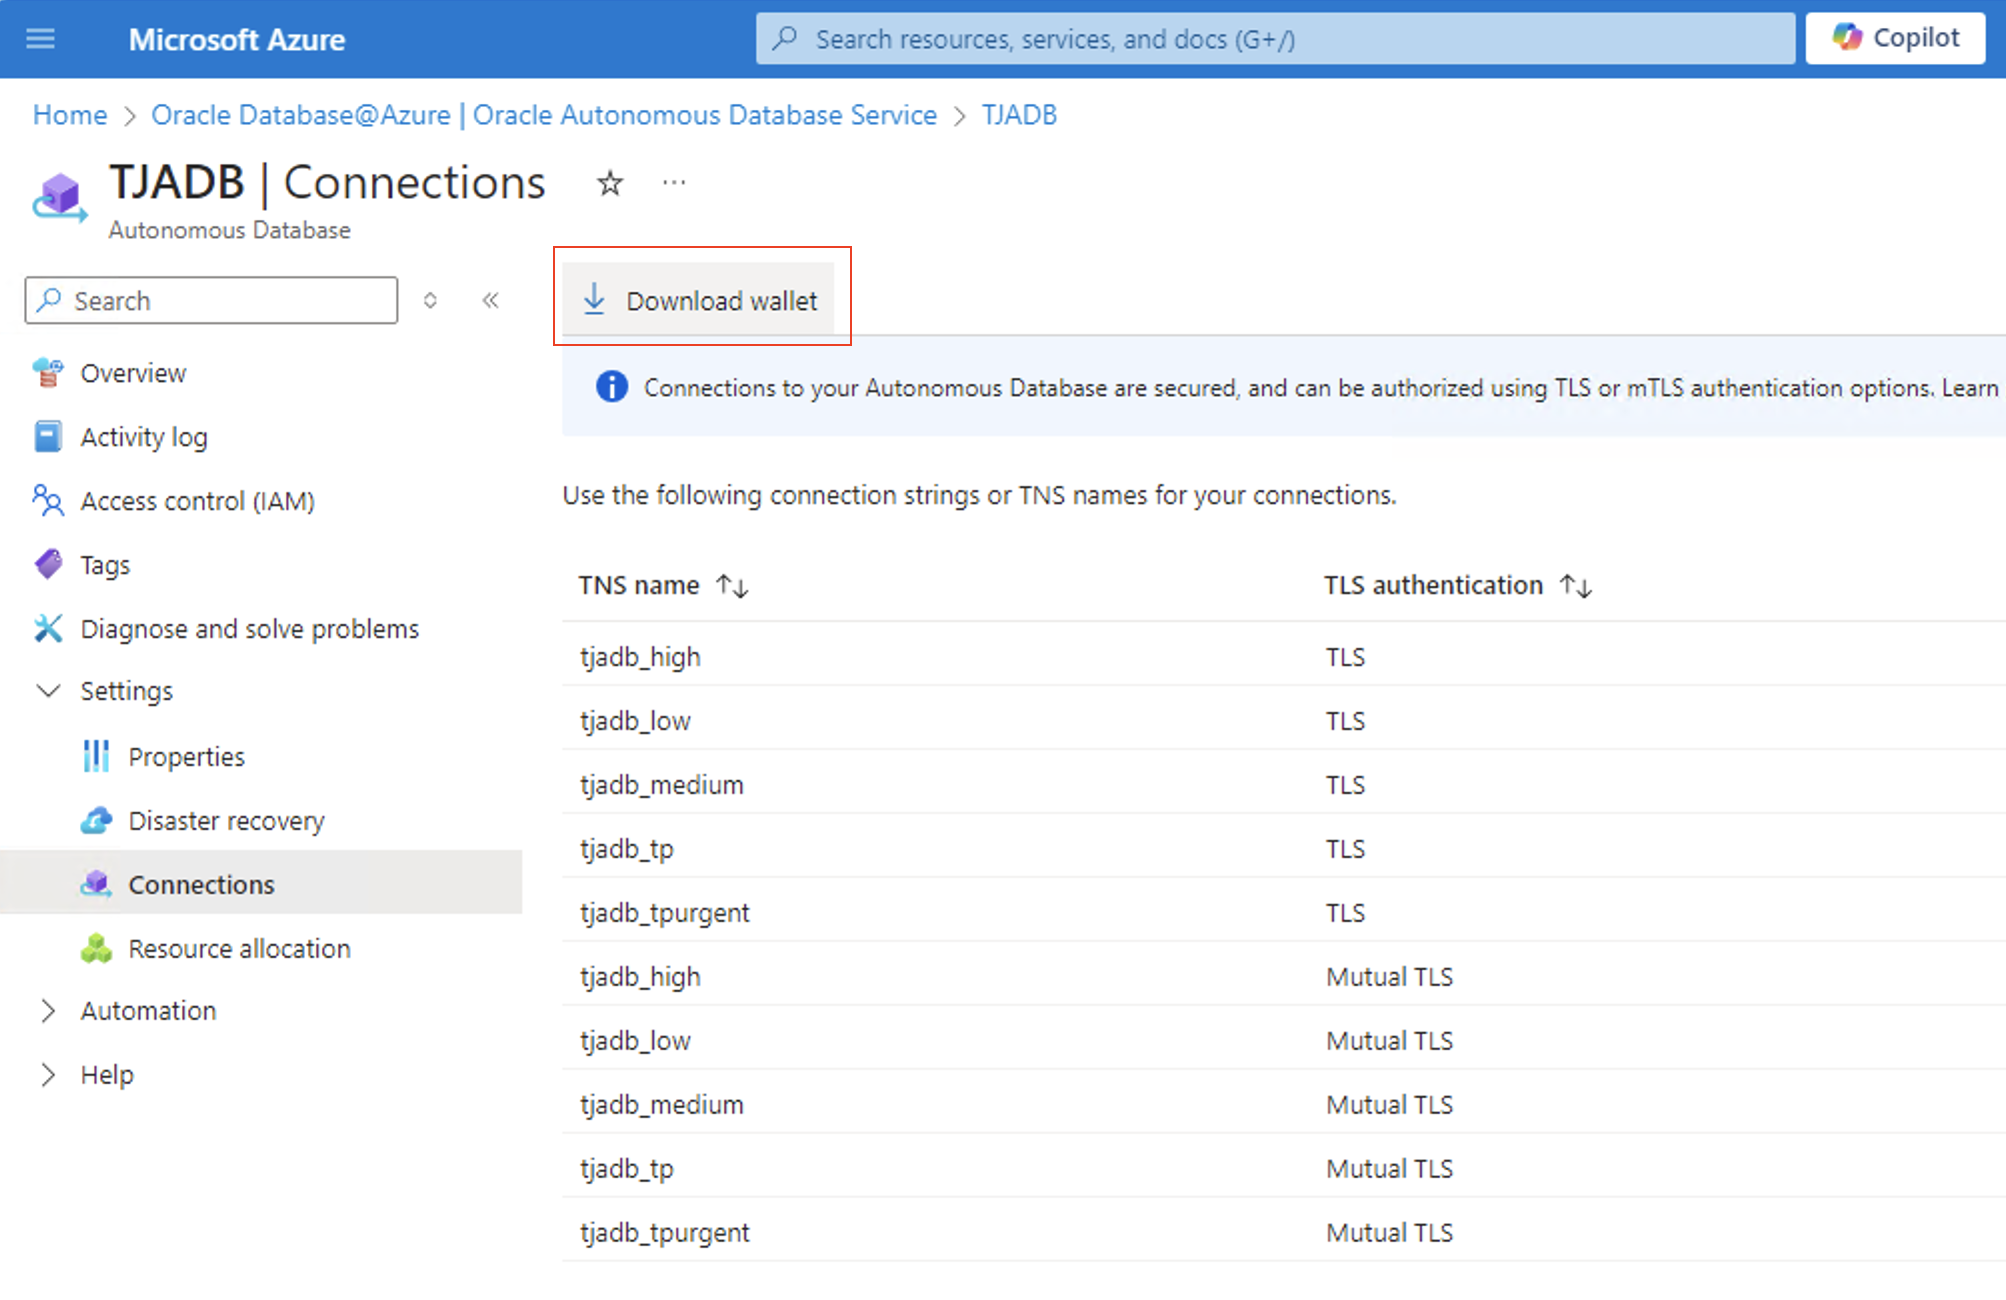 Microsoft Azure
Search resources, services, and docs (G+/)
Copilot
Home > Oracle Database@Azure | Oracle Autonomous Database Service > TJADB
TJADB | Connections
Autonomous Database
Search
Download wallet
Connections to your Autonomous Database are secured, and can be authorized using TLS or mTLS authentication options. Learn
Overview
Activity log
Access control (IAM)
Tags
Diagnose and solve problems
Settings
Properties
Disaster recovery
Connections
Resource allocation
Automation
Help
Use the following connection strings or TNS names for your connections.
TNS name TLS authentication
tjadb_high TLS
tjadb_low TLS
tjadb_medium TLS
tjadb_tp TLS
tjadb_tpurgent TLS
tjadb_high Mutual TLS
tjadb_low Mutual TLS
tjadb_medium Mutual TLS
tjadb_tp Mutual TLS
tjadb_tpurgent Mutual TLS